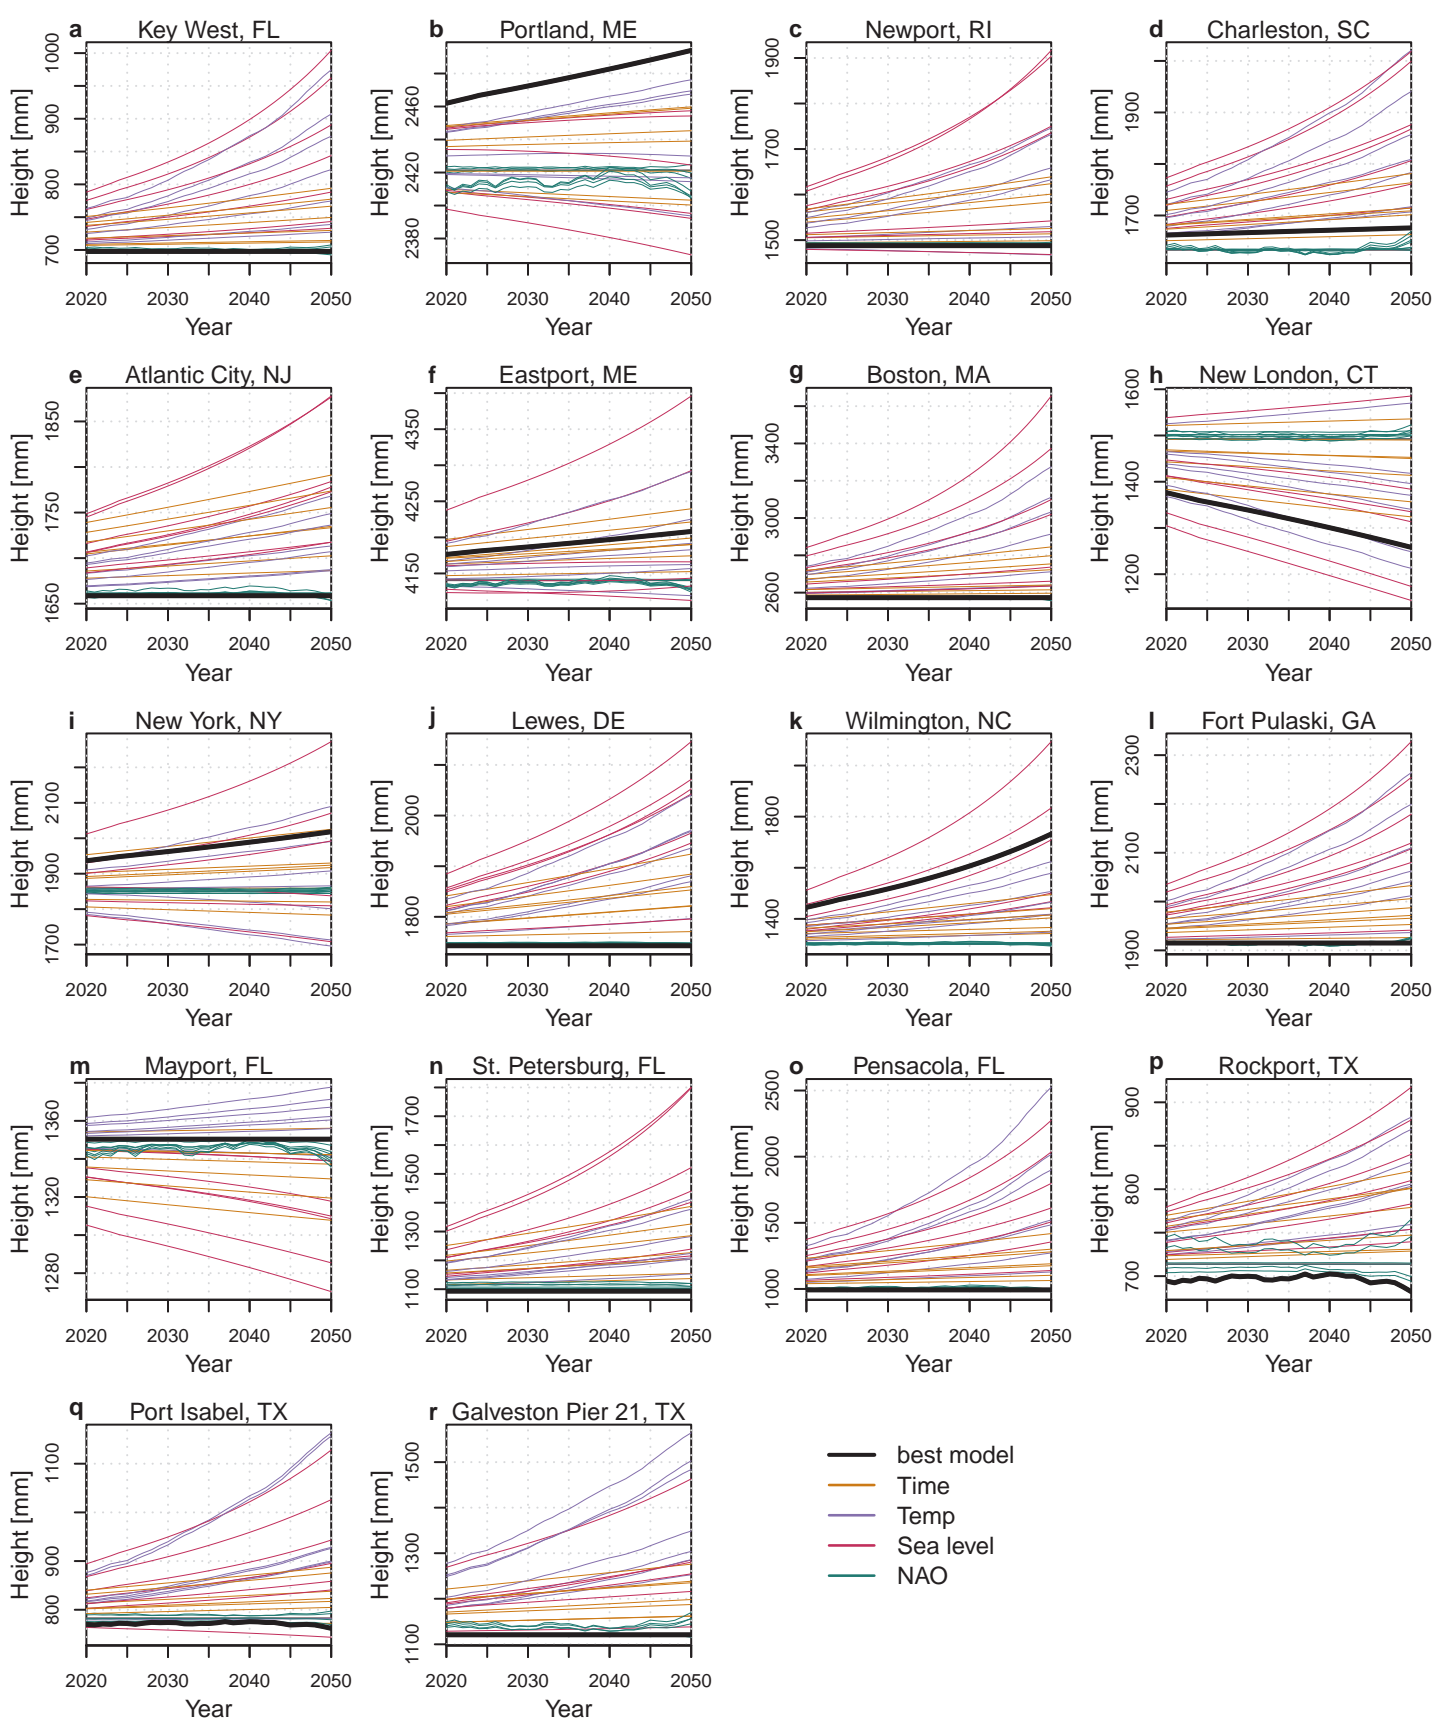 a Key West, FL
Height [mm]
700 800 900 1000
2020 2030 2040 2050
Year
b Portland, ME
Height [mm]
2380 2420 2460
2020 2030 2040 2050
Year
c Newport, RI
Height [mm]
1500 1700 1900
2020 2030 2040 2050
Year
d Charleston, SC
Height [mm]
1700 1900
2020 2030 2040 2050
Year
e Atlantic City, NJ
Height [mm]
1650 1750 1850
2020 2030 2040 2050
Year
f Eastport, ME
Height [mm]
4150 4250 4350
2020 2030 2040 2050
Year
g Boston, MA
Height [mm]
2600 3000 3400
2020 2030 2040 2050
Year
h New London, CT
Height [mm]
1200 1400 1600
2020 2030 2040 2050
Year
i New York, NY
Height [mm]
1700 1900 2100
2020 2030 2040 2050
Year
j Lewes, DE
Height [mm]
1800 2000
2020 2030 2040 2050
Year
k Wilmington, NC
Height [mm]
1400 1800
2020 2030 2040 2050
Year
l Fort Pulaski, GA
Height [mm]
1900 2100 2300
2020 2030 2040 2050
Year
m Mayport, FL
Height [mm]
1280 1320 1360
2020 2030 2040 2050
Year
n St. Petersburg, FL
Height [mm]
1100 1300 1500 1700
2020 2030 2040 2050
Year
o Pensacola, FL
Height [mm]
1000 1500 2000 2500
2020 2030 2040 2050
Year
p Rockport, TX
Height [mm]
700 800 900
2020 2030 2040 2050
Year
q Port Isabel, TX
Height [mm]
800 900 1100
2020 2030 2040 2050
Year
r Galveston Pier 21, TX
Height [mm]
1100 1300 1500
2020 2030 2040 2050
Year
best model
Time
Temp
Sea level
NAO